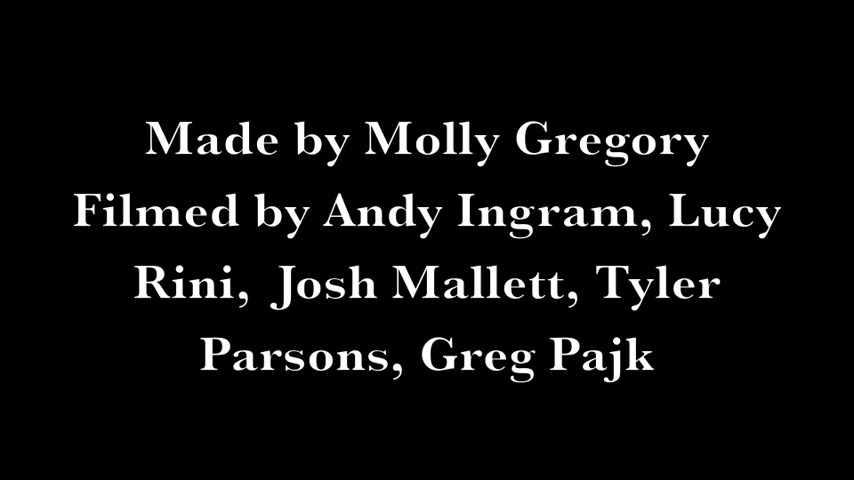 Made by Molly Gregory
Filmed by Andy Ingram, Lucy
Rini,  Josh Mallett, Tyler
Parsons, Greg Pajk